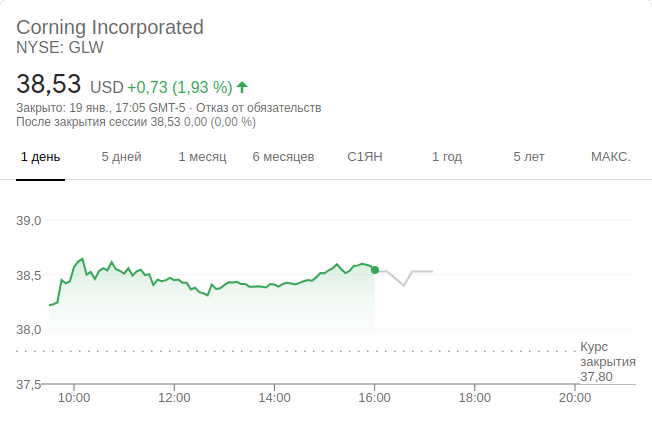 Corning Incorporated
NYSE: GLW
38,53 USD +0,73 (1,93 %)
Закрыто: 19 янв., 17:05 GMT-5 · Отказ от обязательств
После закрытия сессии 38,53 0,00 (0,00 %)
1 день 5 дней 1 месяц 6 месяцев С1ЯН 1 год 5 лет МАКС.
39,0
38,5
38,0
Курс
закрытия
37,80
37,5
10:00 12:00 14:00 16:00 18:00 20:00